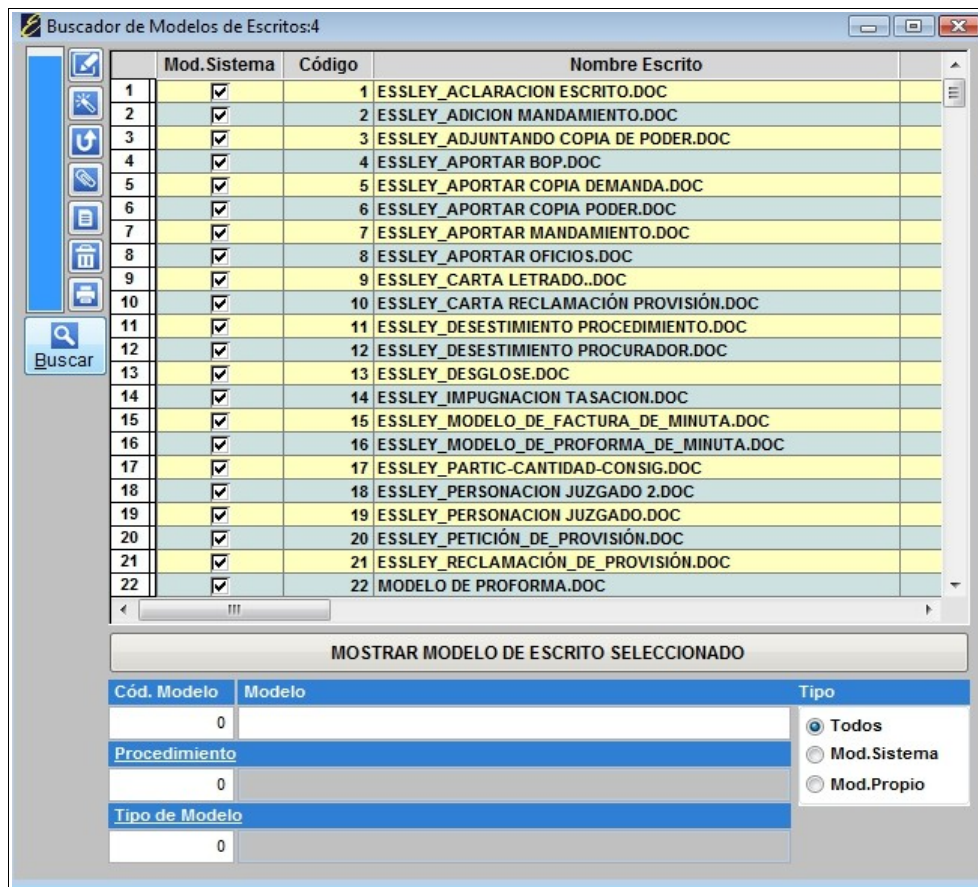 Buscador de Modelos de Escritos:4
Mod.Sistema Código Nombre Escrito
1 1 ESSLEY_ACLARACION ESCRITO.DOC
2 2 ESSLEY_ADICION MANDAMIENTO.DOC
3 3 ESSLEY_ADJUNTANDO COPIA DE PODER.DOC
4 4 ESSLEY_APORTAR BOP.DOC
5 5 ESSLEY_APORTAR COPIA DEMANDA.DOC
6 6 ESSLEY_APORTAR COPIA PODER.DOC
7 7 ESSLEY_APORTAR MANDAMIENTO.DOC
8 8 ESSLEY_APORTAR OFICIOS.DOC
9 9 ESSLEY_CARTA LETRADO..DOC
10 10 ESSLEY_CARTA RECLAMACIÓN PROVISIÓN.DOC
11 11 ESSLEY_DESESTIMIENTO PROCEDIMIENTO.DOC
12 12 ESSLEY_DESESTIMIENTO PROCURADOR.DOC
13 13 ESSLEY_DESGLOSE.DOC
14 14 ESSLEY_IMPUGNACION TASACION.DOC
15 15 ESSLEY_MODELO_DE_FACTURA_DE_MINUTA.DOC
16 16 ESSLEY_MODELO_DE_PROFORMA_DE_MINUTA.DOC
17 17 ESSLEY_PARTIC-CANTIDAD-CONSIG.DOC
18 18 ESSLEY_PERSONACION JUZGADO 2.DOC
19 19 ESSLEY_PERSONACION JUZGADO.DOC
20 20 ESSLEY_PETICIÓN_DE_PROVISIÓN.DOC
21 21 ESSLEY_RECLAMACIÓN_DE_PROVISIÓN.DOC
22 22 MODELO DE PROFORMA.DOC
Buscar
MOSTRAR MODELO DE ESCRITO SELECCIONADO
Cód. Modelo Modelo Tipo
0 Todos
Procedimiento Mod.Sistema
0 Mod.Propio
Tipo de Modelo
0